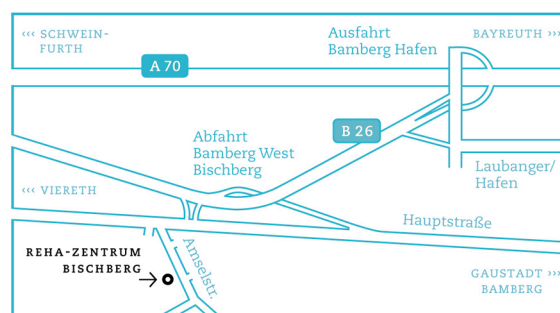 ‹‹‹ SCHWEIN-
FURTH
Ausfahrt
Bamberg Hafen
BAYREUTH ›››
A 70
B 26
Abfahrt
Bamberg West
Bischberg
Laubanger/
Hafen
‹‹‹ VIERETH
Hauptstraße
REHA-ZENTRUM
BISCHBERG
Amselstr.
GAUSTADT ›››
BAMBERG